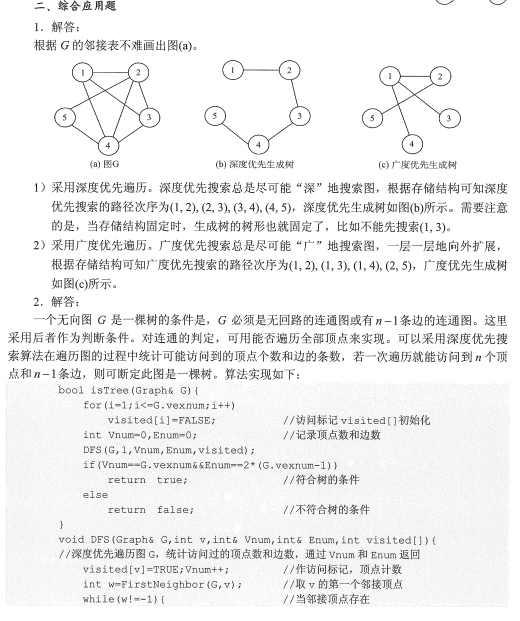 二、综合应用题
1. 解答：
根据 G 的邻接表不难画出图(a)。
1 2 5 3 4
1 2 5 3 4
1 2 5 3 4
(a) 图G (b) 深度优先生成树 (c) 广度优先生成树
1）采用深度优先遍历。深度优先搜索总是尽可能“深”地搜索图，根据存储结构可知深度
优先搜索的路径次序为(1, 2), (2, 3), (3, 4), (4, 5)，深度优先生成树如图(b)所示。需要注意
的是，当存储结构固定时，生成树的树形也就固定了，比如不能先搜索(1, 3)。
2）采用广度优先遍历。广度优先搜索总是尽可能“广”地搜索图，一层一层地向外扩展，
根据存储结构可知广度优先搜索的路径次序为(1, 2), (1, 3), (1, 4), (2, 5)，广度优先生成树
如图(c)所示。
2. 解答：
一个无向图 G 是一棵树的条件是，G 必须是无回路的连通图或有 n−1 条边的连通图。这里
采用后者作为判断条件。对连通的判定，可用能否遍历全部顶点来实现。可以采用深度优先搜
索算法在遍历图的过程中统计可能访问到的顶点个数和边的条数，若一次遍历就能访问到 n 个顶
点和 n−1 条边，则可断定此图是一棵树。算法实现如下：
bool isTree(Graph& G){
for(i=1;i<=G.vexnum;i++)
visited[i]=FALSE; //访问标记 visited[]初始化
int Vnum=0,Enum=0; //记录顶点数和边数
DFS(G,1,Vnum,Enum,visited);
if(Vnum==G.vexnum&&Enum==2*(G.vexnum-1))
return true; //符合树的条件
else
return false; //不符合树的条件
}
void DFS(Graph& G,int v,int& Vnum,int& Enum,int visited[]){
//深度优先遍历图 G，统计访问过的顶点数和边数，通过 Vnum 和 Enum 返回
visited[v]=TRUE;Vnum++; //作访问标记，顶点计数
int w=FirstNeighbor(G,v); //取 v 的第一个邻接顶点
while(w!=-1){ //当邻接顶点存在